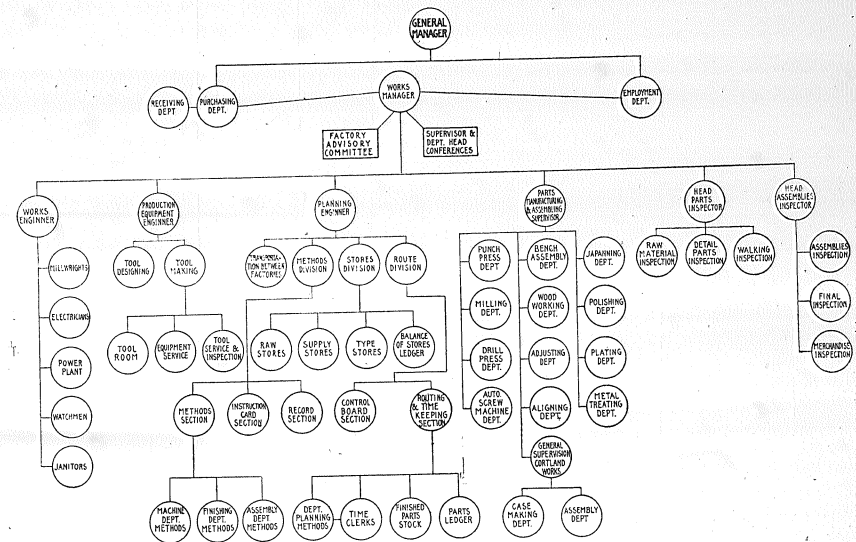 GENERAL
MANAGER
RECEIVING
DEPT
PURCHASING
DEPT.
WORKS
MANAGER
EMPLOYMENT
DEPT.
FACTORY
ADVISORY
COMMITTEE
SUPERVISOR &
DEPT. HEAD
CONFERENCES
WORKS
ENGINNER
PRODUCTION
EQUIPMENT
ENGINNER
PLANNING
ENGINNER
PARTS
MANUFACTURING
& ASSEMBLING
SUPERVISOR
HEAD
PARTS
INSPECTOR
HEAD
ASSEMBLIES
INSPECTOR
MILLWRIGHTS
ELECTRICIANS
POWER
PLANT
WATCHMEN
JANITORS
TOOL
DESIGNING
TOOL
MAKING
TOOL
ROOM
EQUIPMENT
SERVICE
TOOL
SERVICE &
INSPECTION
TRANSPORTA-
TION BETWEEN
FACTORIES
METHODS
DIVISION
STORES
DIVISION
ROUTE
DIVISION
RAW
STORES
SUPPLY
STORES
TYPE
STORES
BALANCE
OF STORES
LEDGER
METHODS
SECTION
INSTRUCTION
CARD
SECTION
RECORD
SECTION
CONTROL
BOARD
SECTION
ROUTING
& TIME
KEEPING
SECTION
MACHINE
DEPT.
METHODS
FINISHING
DEPT.
METHODS
ASSEMBLY
DEPT
METHODS
DEPT.
PLANNING
METHODS
TIME
CLERKS
FINISHED
PARTS
STOCK
PARTS
LEDGER
PUNCH
PRESS
DEPT
MILLING
DEPT.
DRILL
PRESS
DEPT.
AUTO.
SCREW
MACHINE
DEPT.
BENCH
ASSEMBLY
DEPT.
WOOD
WORKING
DEPT.
ADJUSTING
DEPT
ALIGNING
DEPT.
GENERAL
SUPERVISION
CORTLAND
WORKS
CASE
MAKING
DEPT.
ASSEMBLY
DEPT
JAPANNING
DEPT.
POLISHING
DEPT.
PLATING
DEPT.
METAL
TREATING
DEPT.
RAW
MATERIAL
INSPECTION
DETAIL
PARTS
INSPECTION
WALKING
INSPECTION
ASSEMBLIES
INSPECTION
FINAL
INSPECTION
MERCHANDISE
INSPECTION